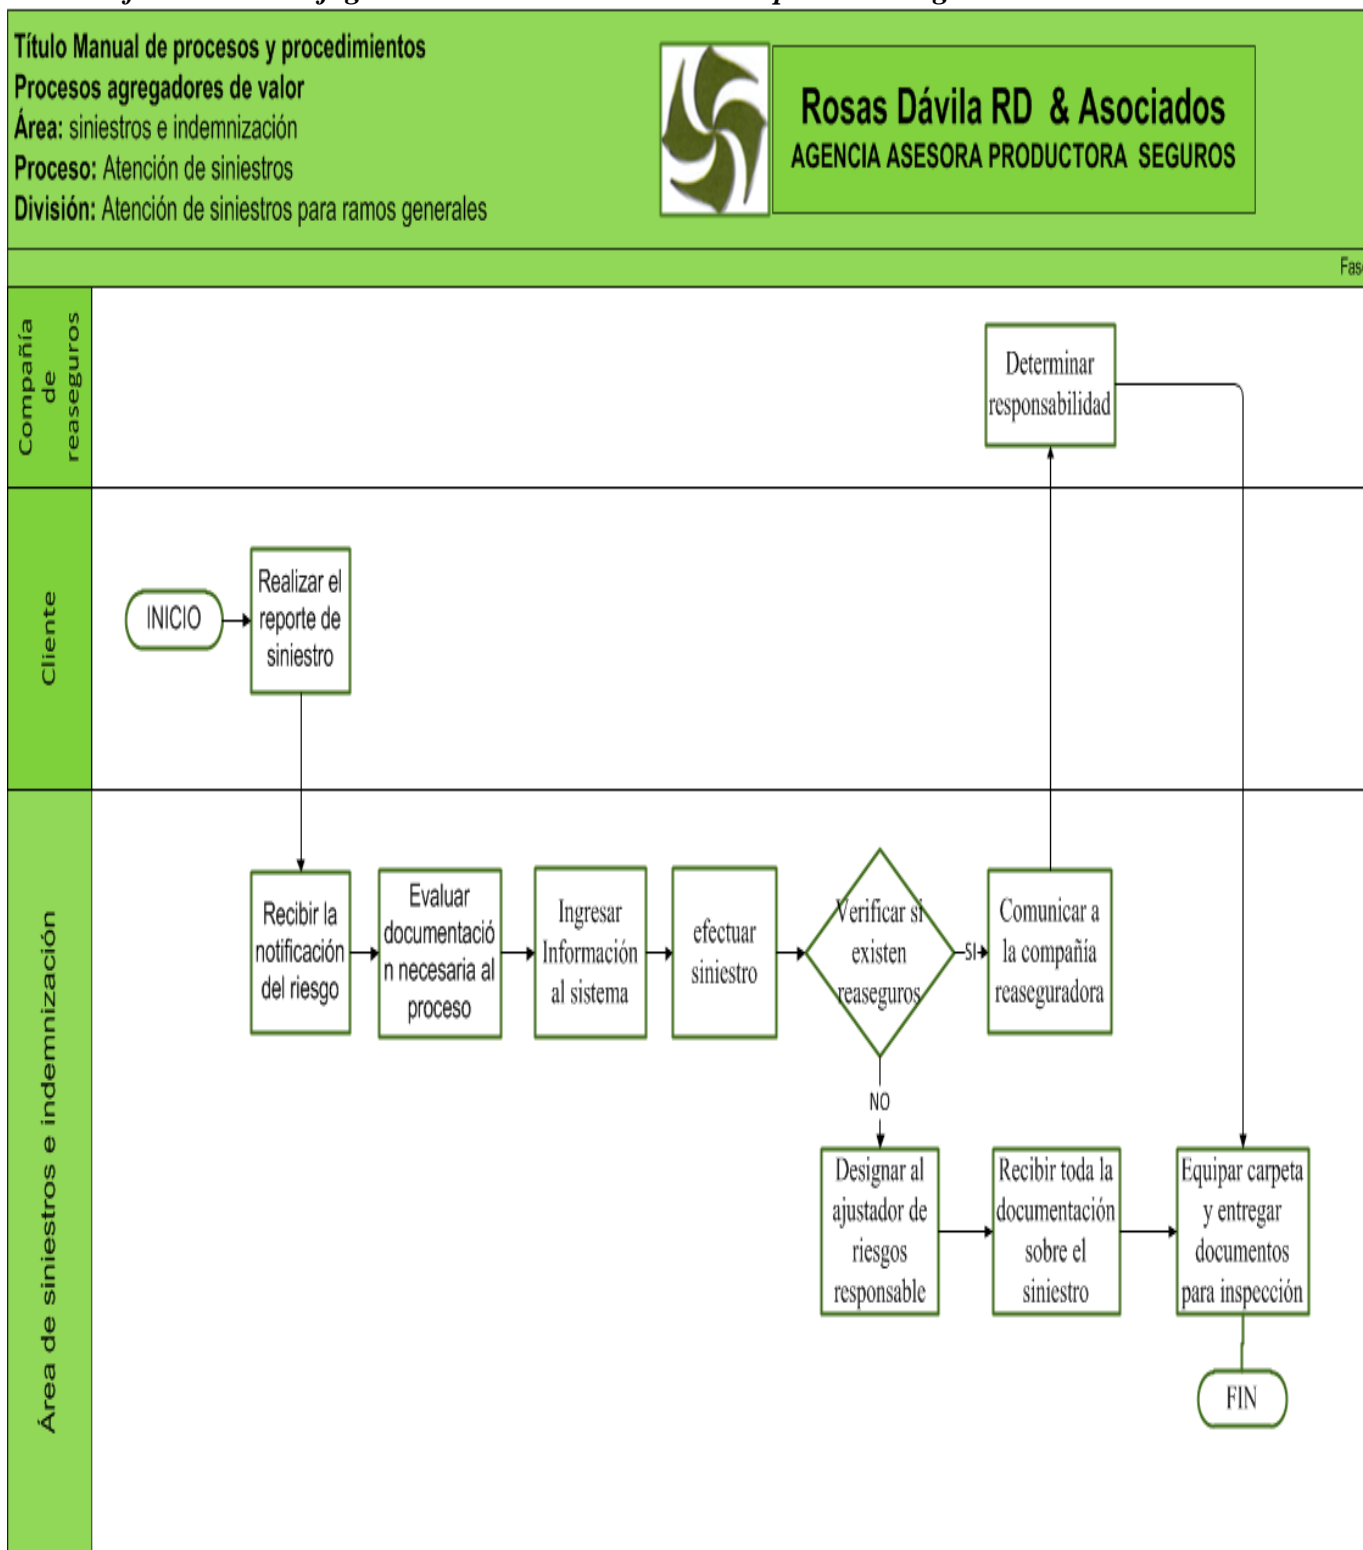 Título Manual de procesos y procedimientos
Procesos agregadores de valor
Área: siniestros e indemnización
Proceso: Atención de siniestros
División: Atención de siniestros para ramos generales
Rosas Dávila RD & Asociados
AGENCIA ASESORA PRODUCTORA SEGUROS
Compañía
de
reaseguros
Determinar
responsabilidad
Cliente
INICIO
Realizar el
reporte de
siniestro
Área de siniestros e indemnización
Recibir la
notificación
del riesgo
Evaluar
documentació
n necesaria al
proceso
Ingresar
Información
al sistema
efectuar
siniestro
Verificar si
existen
reaseguros
SI
Comunicar a
la compañía
reaseguradora
NO
Designar al
ajustador de
riesgos
responsable
Recibir toda la
documentación
sobre el
siniestro
Equipar carpeta
y entregar
documentos
para inspección
FIN